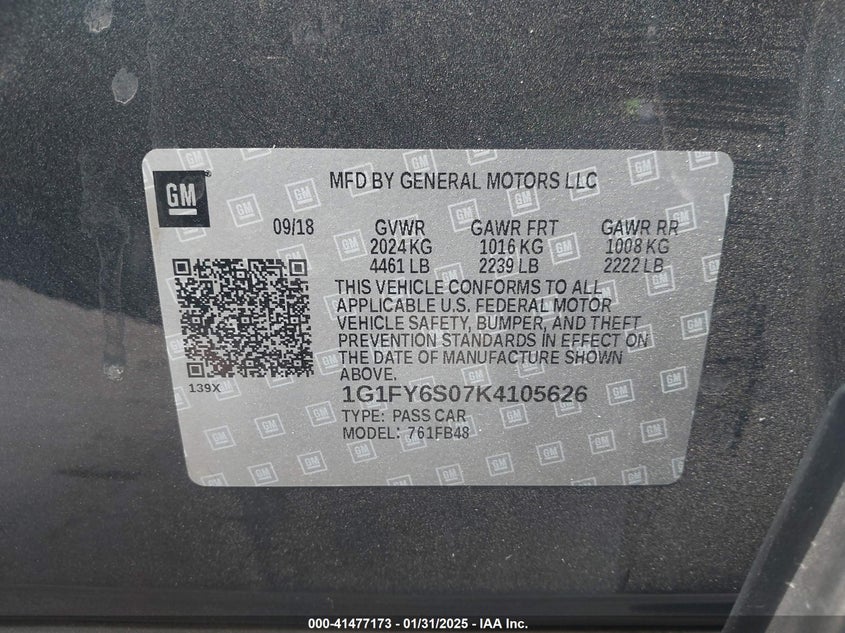 GM
MFD BY GENERAL MOTORS LLC
09/18 GVWR GAWR FRT GAWR RR
2024 KG 1016 KG 1008 KG
4461 LB 2239 LB 2222 LB
THIS VEHICLE CONFORMS TO ALL
APPLICABLE U.S. FEDERAL MOTOR
VEHICLE SAFETY, BUMPER, AND THEFT
PREVENTION STANDARDS IN EFFECT ON
THE DATE OF MANUFACTURE SHOWN
ABOVE.
139X
1G1FY6S07K4105626
TYPE: PASS CAR
MODEL: 761FB48
000-41477173 - 01/31/2025 - IAA Inc.